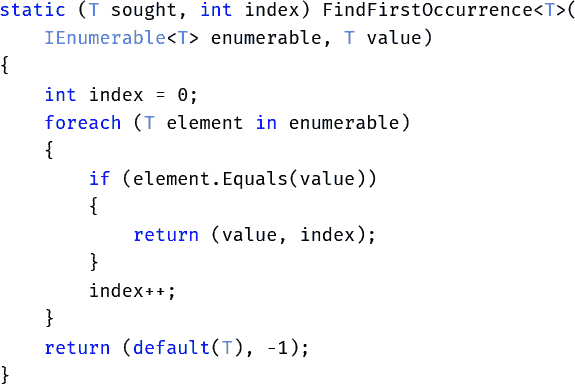 static (T sought, int index) FindFirstOccurrence<T>(
    IEnumerable<T> enumerable, T value)
{
    int index = 0;
    foreach (T element in enumerable)
    {
        if (element.Equals(value))
        {
            return (value, index);
        }
        index++;
    }
    return (default(T), -1);
}